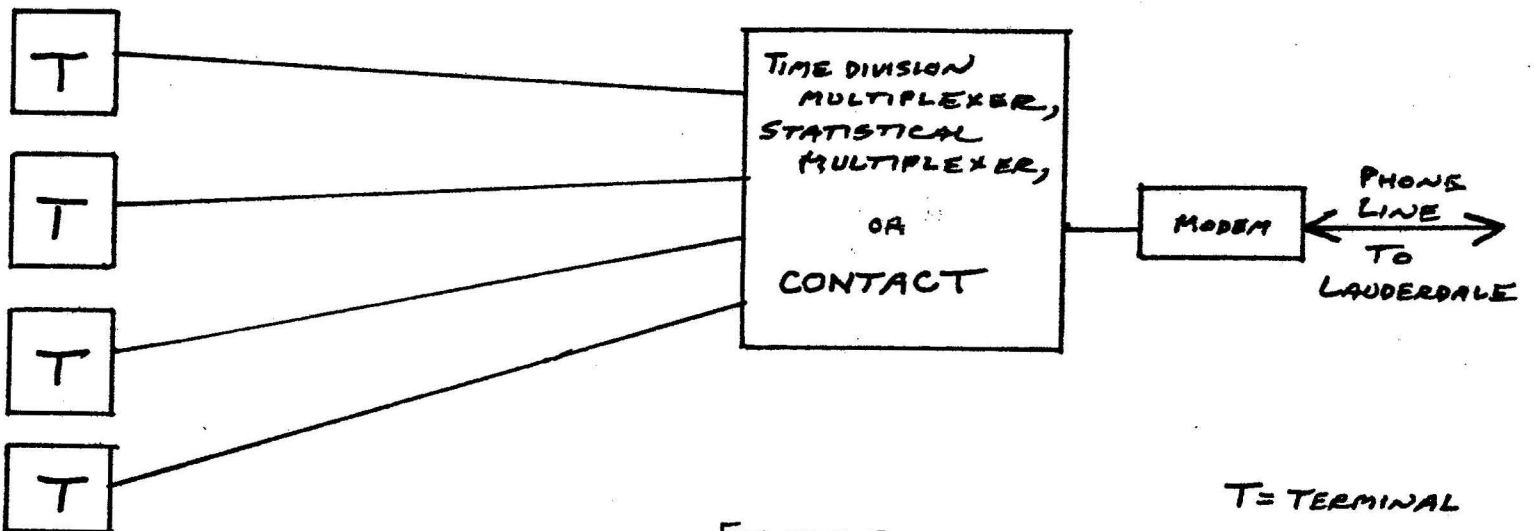 T
T
T
T
TIME DIVISION
MULTIPLEXER,
STATISTICAL
MULTIPLEXER,
OR
CONTACT
MODEM
PHONE
LINE
TO
LAUDERDALE
T = TERMINAL